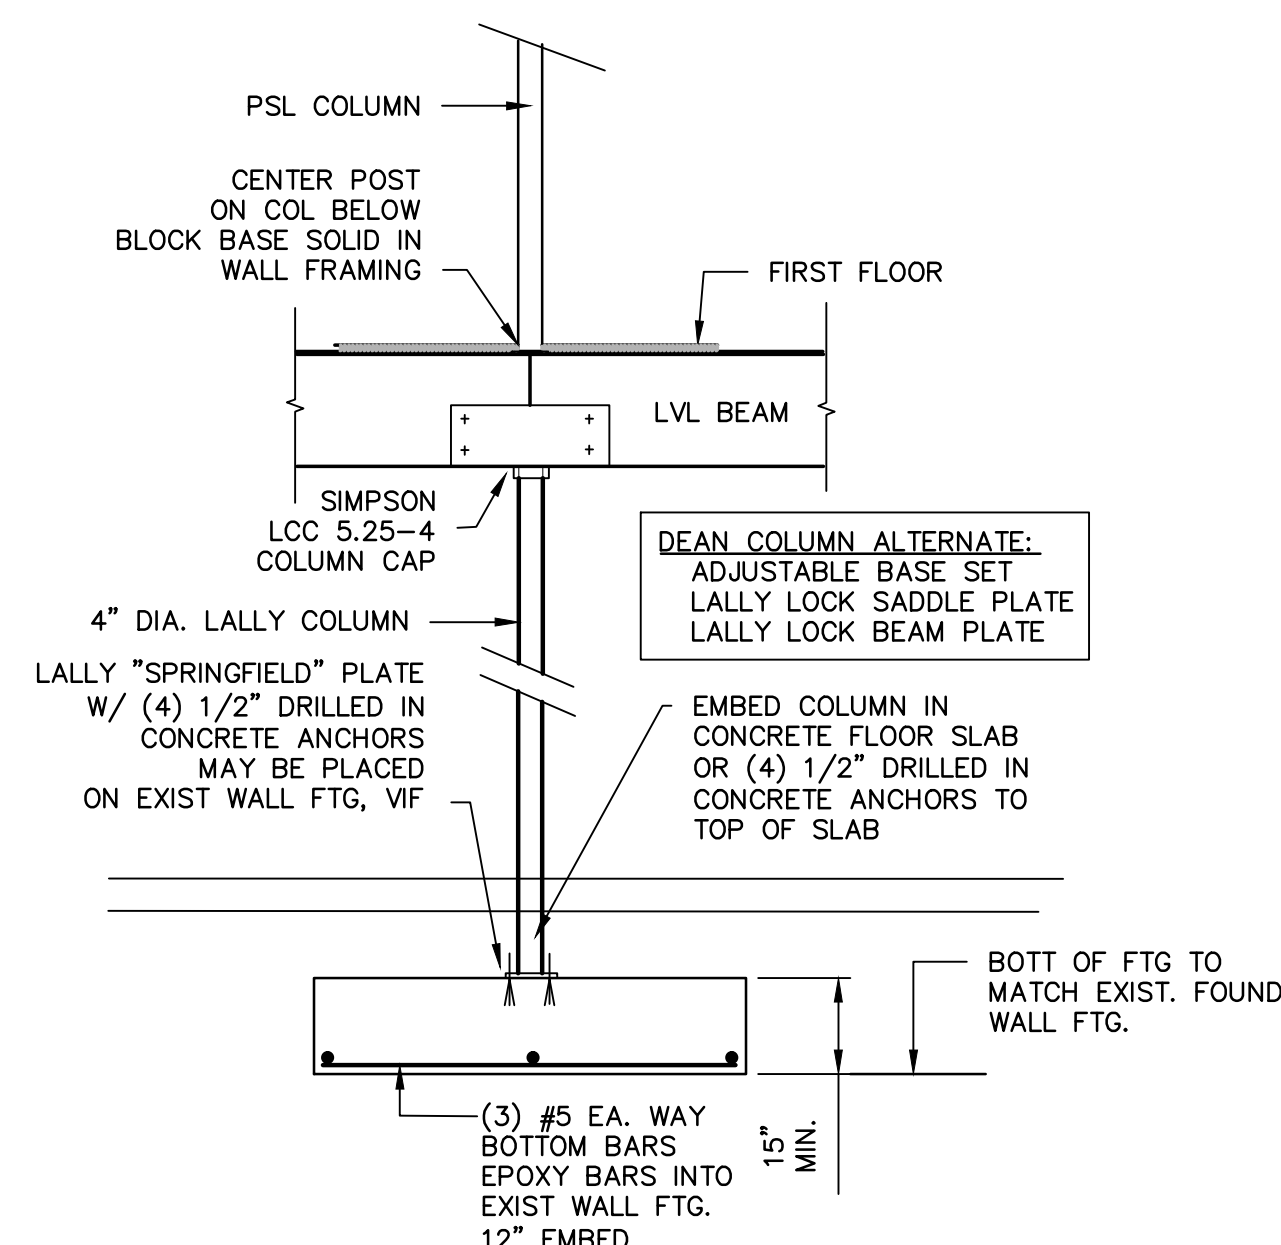 PSL COLUMN
CENTER POST
ON COL BELOW
BLOCK BASE SOLID IN
WALL FRAMING
FIRST FLOOR
LVL BEAM
SIMPSON
LCC 5.25-4
COLUMN CAP
DEAN COLUMN ALTERNATE:
ADJUSTABLE BASE SET
LALLY LOCK SADDLE PLATE
LALLY LOCK BEAM PLATE
4" DIA. LALLY COLUMN
LALLY "SPRINGFIELD" PLATE
W/ (4) 1/2" DRILLED IN
CONCRETE ANCHORS
MAY BE PLACED
ON EXIST WALL FTG, VIF
EMBED COLUMN IN
CONCRETE FLOOR SLAB
OR (4) 1/2" DRILLED IN
CONCRETE ANCHORS TO
TOP OF SLAB
BOTT OF FTG TO
MATCH EXIST. FOUND
WALL FTG.
15"
MIN.
(3) #5 EA. WAY
BOTTOM BARS
EPOXY BARS INTO
EXIST WALL FTG.
12" EMBED